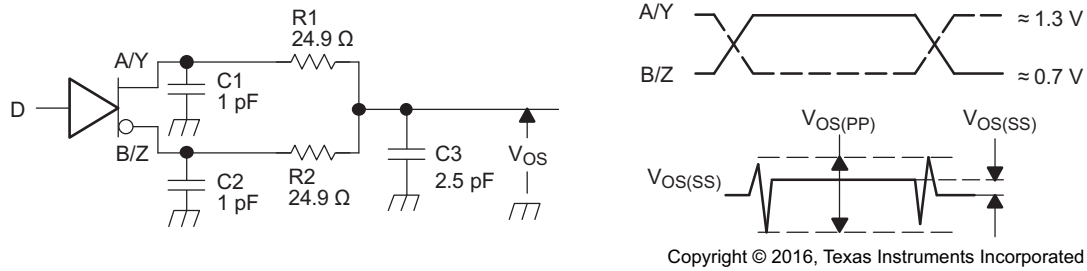 D
A/Y
B/Z
C1
1 pF
C2
1 pF
R1
24.9 Ω
R2
24.9 Ω
C3
2.5 pF
VOS
A/Y
B/Z
≈ 1.3 V
≈ 0.7 V
VOS(PP)
VOS(SS)
VOS(SS)
Copyright © 2016, Texas Instruments Incorporated